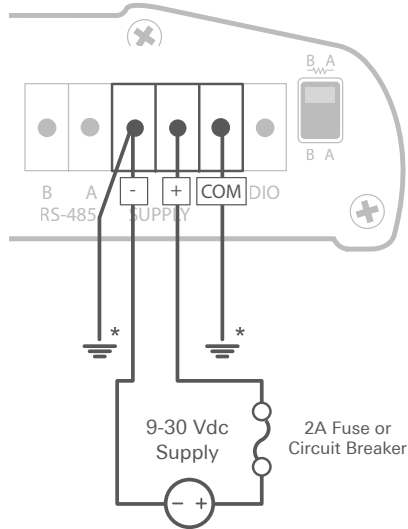 B A
B A
B A - + COM DIO
RS-485 SUPPLY
* *
9-30 Vdc
Supply
2A Fuse or
Circuit Breaker
- +